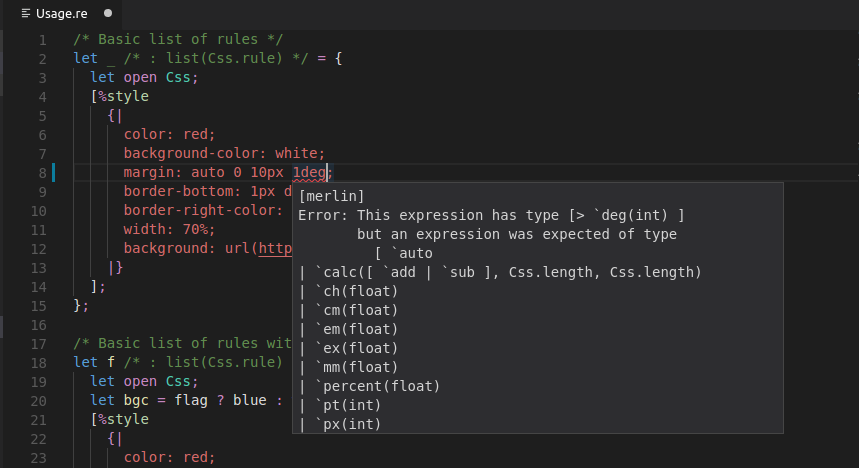 Usage.re
1 /* Basic list of rules */
2 let _ /* : list(Css.rule) */ = {
3 let open Css;
4 [%style
5 {|
6 color: red;
7 background-color: white;
8 margin: auto 0 10px 1deg;
9 border-bottom: 1px d
10 border-right-color:
11 width: 70%;
12 background: url(http
13 |}
14 ];
15 };
16
17 /* Basic list of rules wit
18 let f /* : list(Css.rule)
19 let open Css;
20 let bgc = flag ? blue :
21 [%style
22 {|
23 color: red;
[merlin]
Error: This expression has type [> `deg(int) ]
but an expression was expected of type
[ `auto
| `calc([ `add | `sub ], Css.length, Css.length)
| `ch(float)
| `cm(float)
| `em(float)
| `ex(float)
| `mm(float)
| `percent(float)
| `pt(int)
| `px(int)